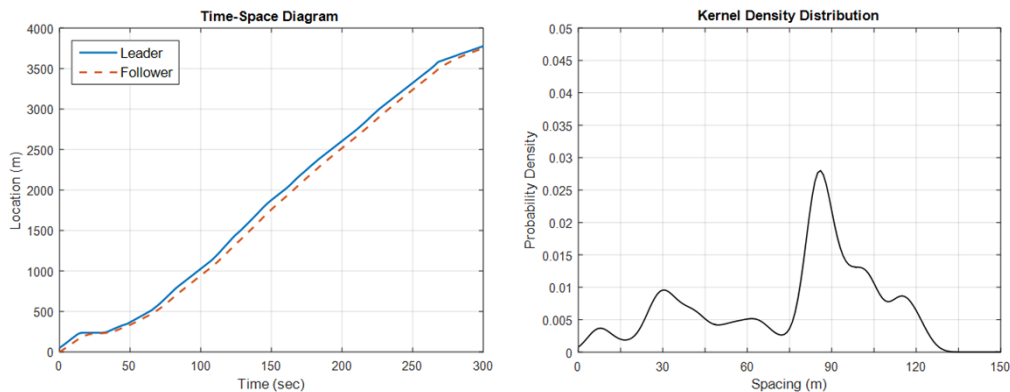 Time-Space Diagram
4000
3500
3000
2500
2000
1500
1000
500
0
Location (m)
Leader
Follower
0 50 100 150 200 250 300
Time (sec)
Kernel Density Distribution
0.05
0.045
0.04
0.035
0.03
0.025
0.02
0.015
0.01
0.005
0
Probability Density
0 30 60 90 120 150
Spacing (m)